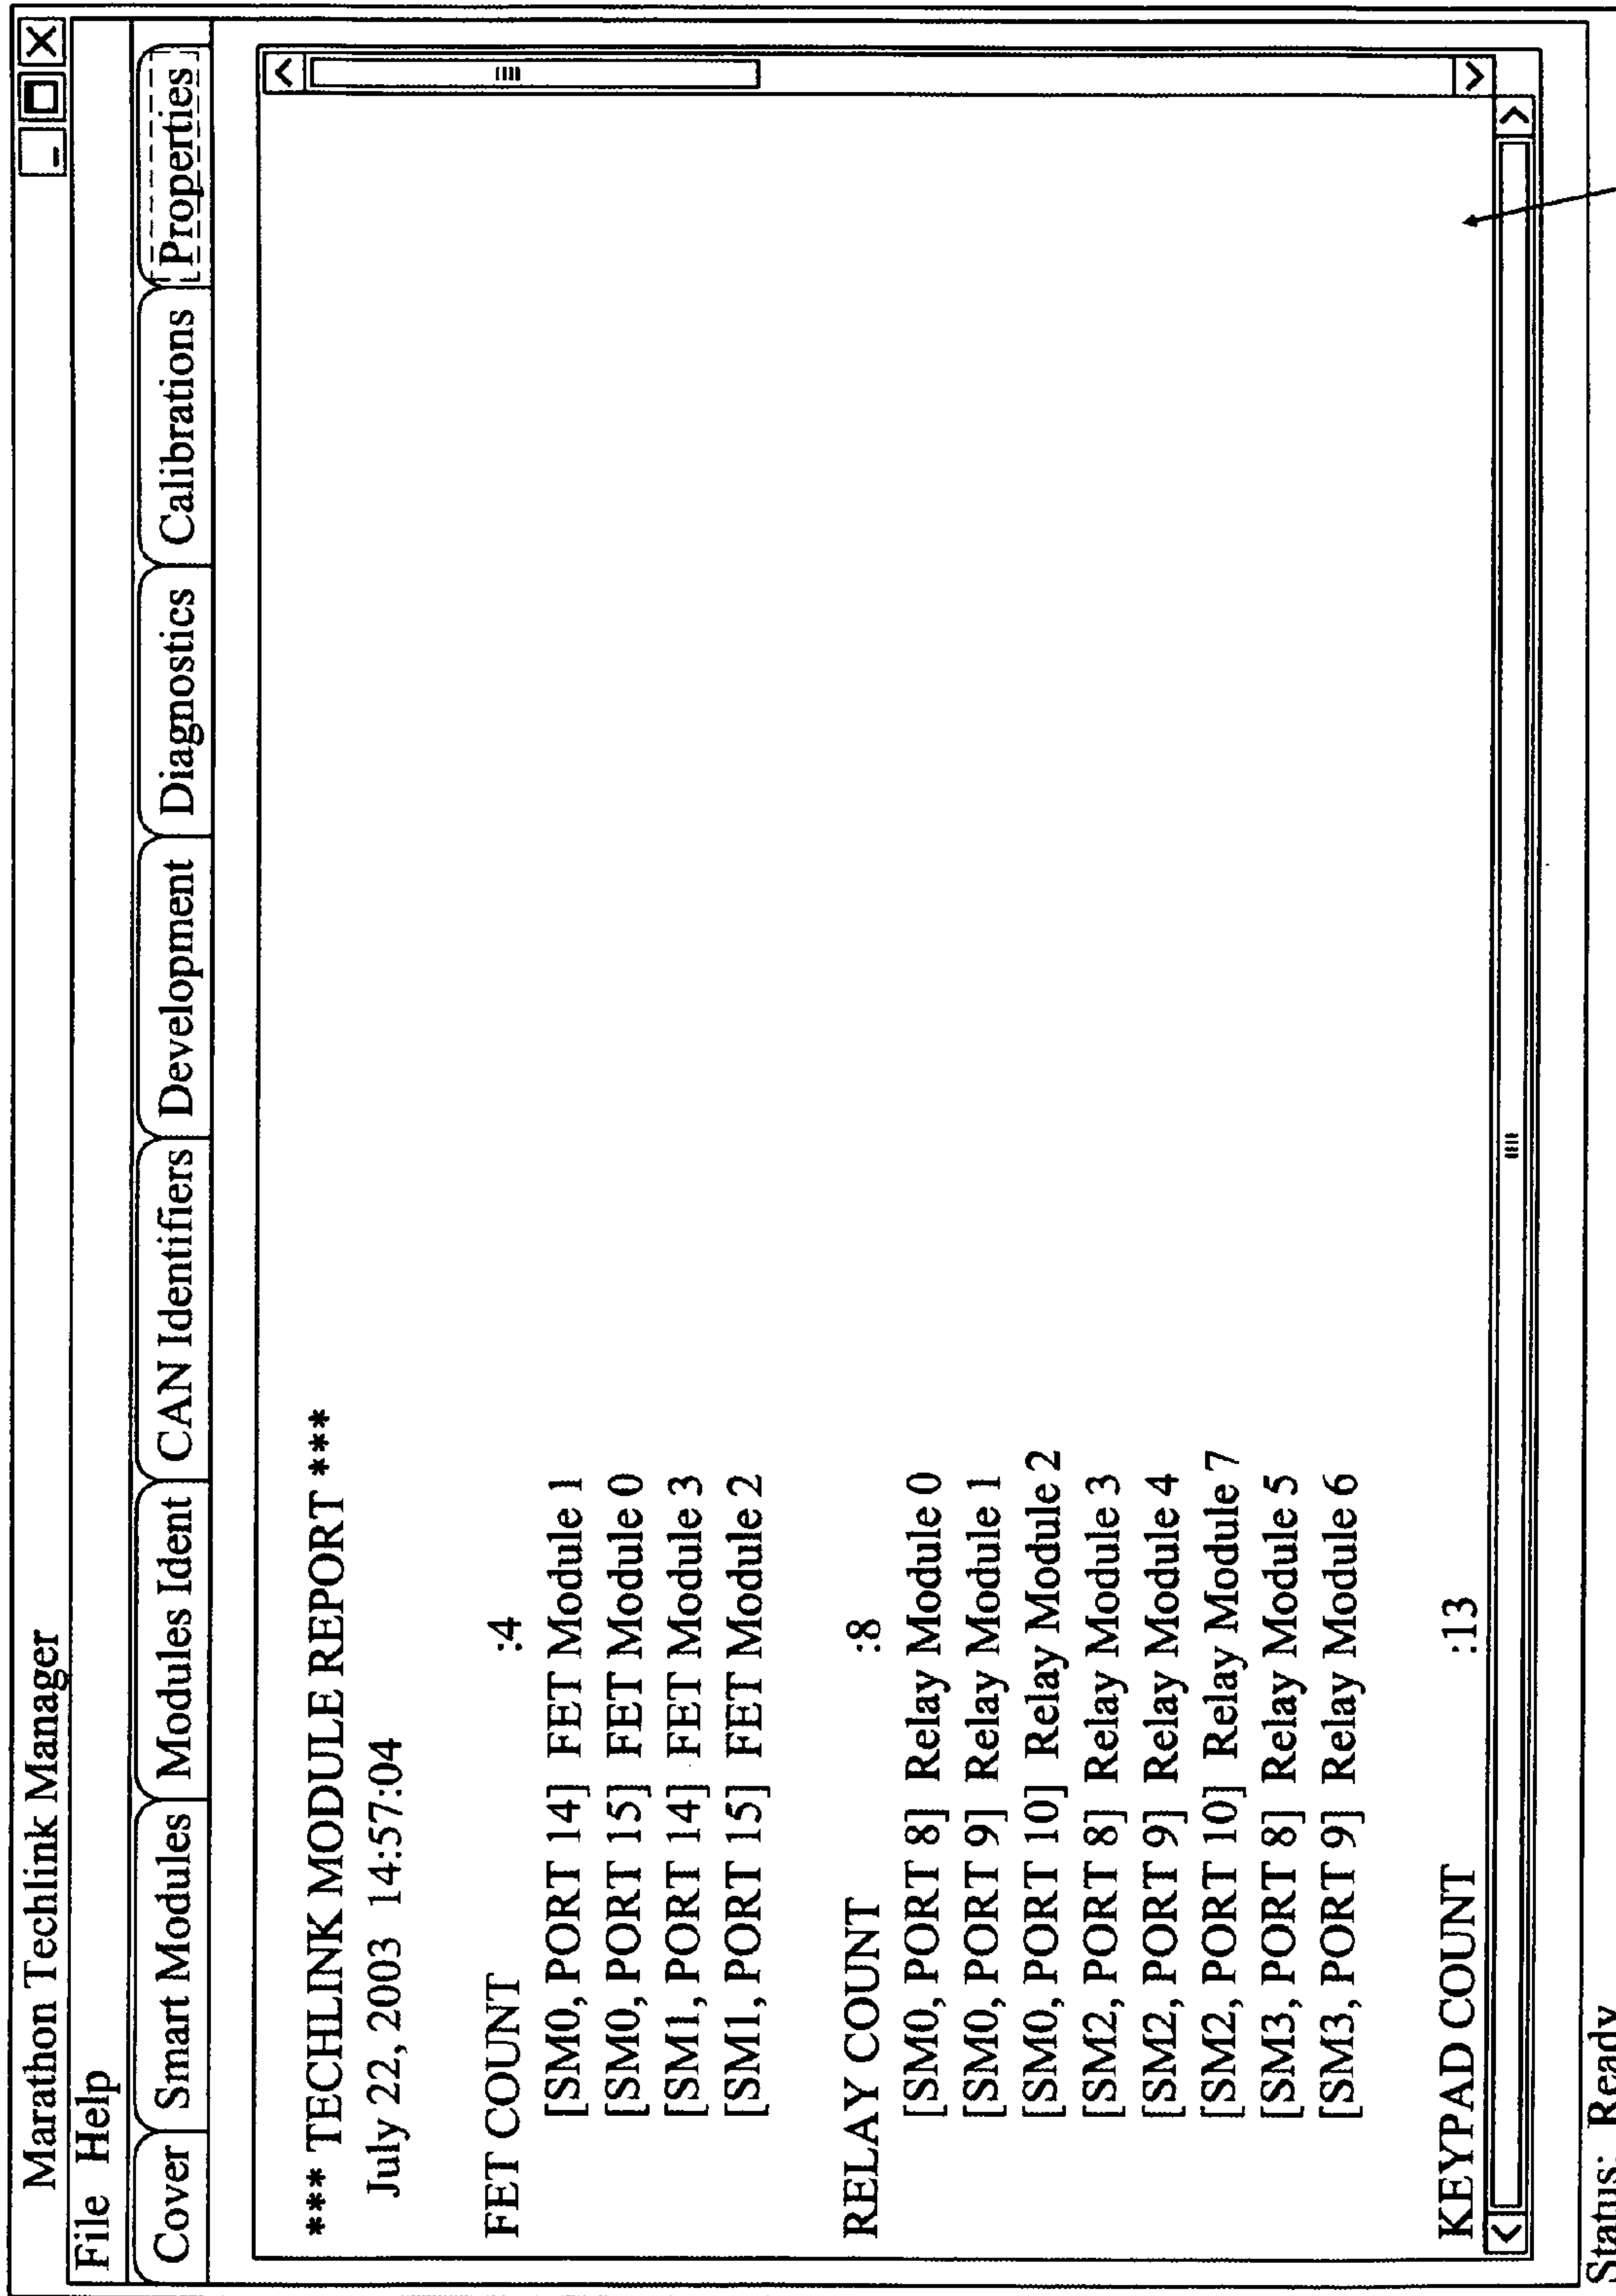 Marathon Techlink Manager
File Help
Cover Smart Modules Modules Ident CAN Identifiers Development Diagnostics Calibrations Properties
*** TECHLINK MODULE REPORT ***
July 22, 2003 14:57:04
FET COUNT :4
[SM0, PORT 14] FET Module 1
[SM0, PORT 15] FET Module 0
[SM1, PORT 14] FET Module 3
[SM1, PORT 15] FET Module 2
RELAY COUNT :8
[SM0, PORT 8] Relay Module 0
[SM0, PORT 9] Relay Module 1
[SM0, PORT 10] Relay Module 2
[SM2, PORT 8] Relay Module 3
[SM2, PORT 9] Relay Module 4
[SM2, PORT 10] Relay Module 7
[SM3, PORT 8] Relay Module 5
[SM3, PORT 9] Relay Module 6
KEYPAD COUNT :13
Status: Ready